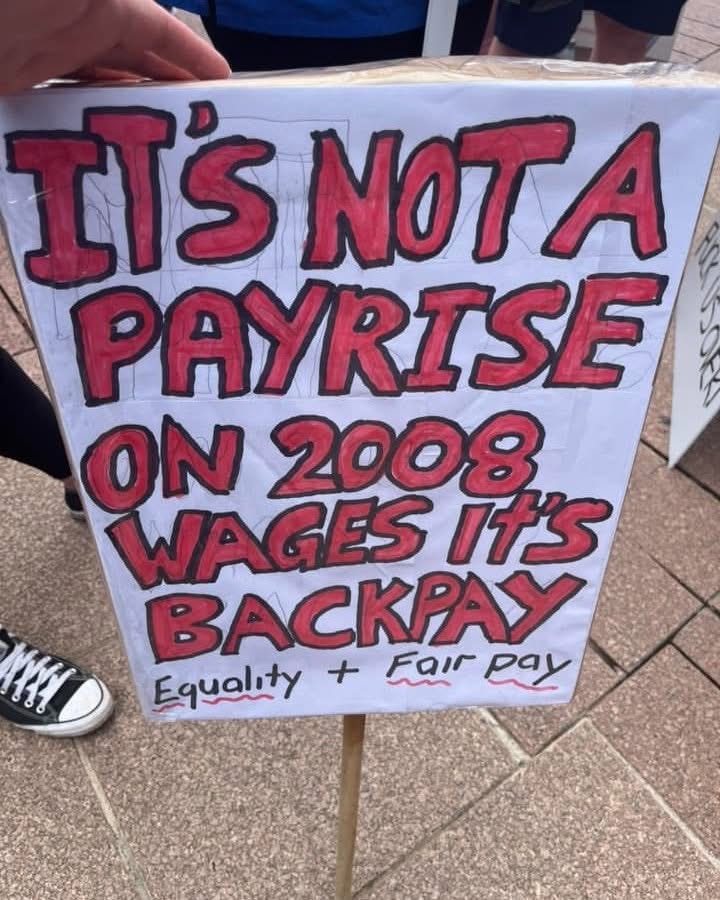 IT'S NOT A
PAYRISE
ON 2008
WAGES It'S
BACKPAY
Equality + Fair pay